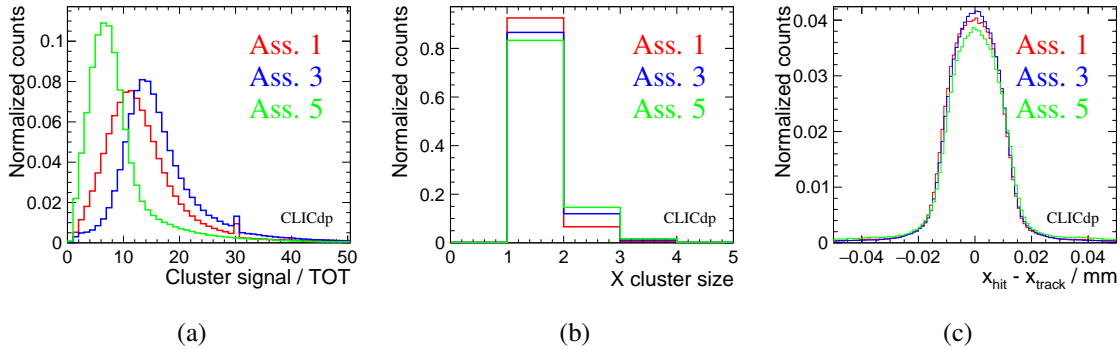 Normalized counts
0.1
0.08
0.06
0.04
0.02
0
Ass. 1
Ass. 3
Ass. 5
CLICdp
0 10 20 30 40 50
Cluster signal / TOT
(a)
Normalized counts
0.8
0.6
0.4
0.2
0
Ass. 1
Ass. 3
Ass. 5
CLICdp
0 1 2 3 4 5
X cluster size
(b)
Normalized counts
0.04
0.03
0.02
0.01
0
Ass. 1
Ass. 3
Ass. 5
CLICdp
−0.04 −0.02 0 0.02 0.04
x_hit - x_track / mm
(c)